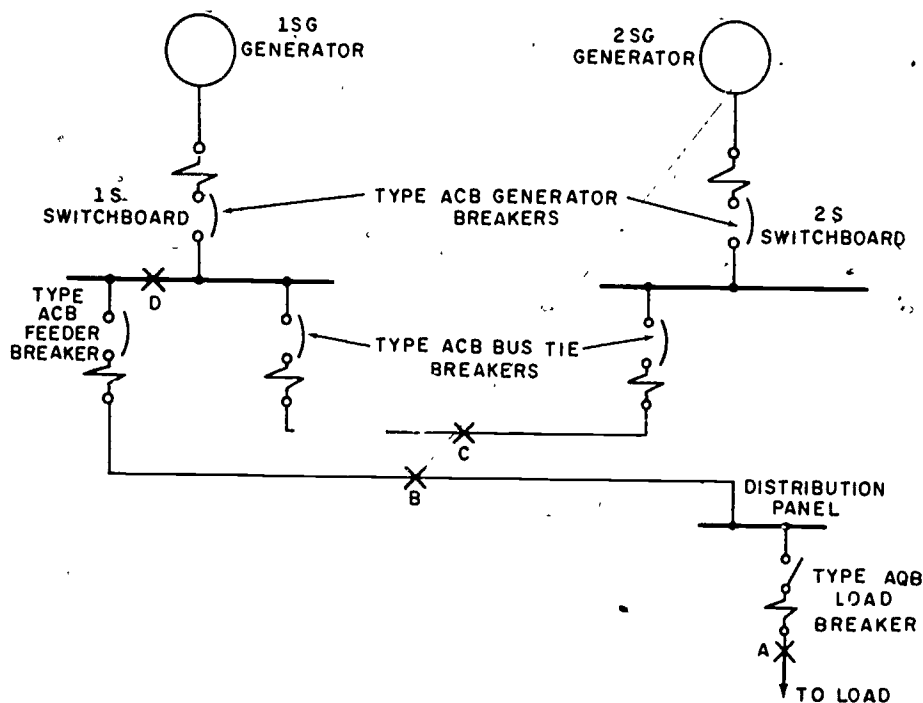 1SG
GENERATOR
2SG
GENERATOR
1S
SWITCHBOARD
TYPE ACB GENERATOR
BREAKERS
2S
SWITCHBOARD
D
TYPE
ACB
FEEDER
BREAKER
TYPE ACB BUS TIE
BREAKERS
C
B
DISTRIBUTION
PANEL
TYPE AQB
LOAD
BREAKER
A
TO LOAD